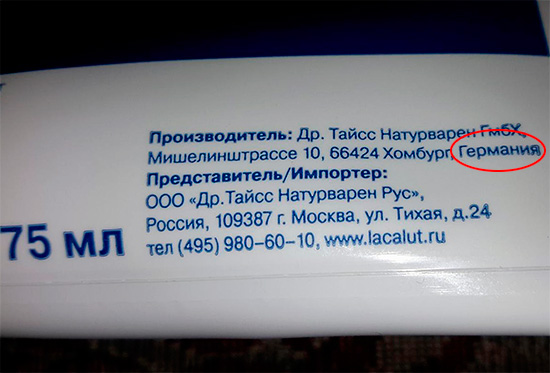 Производитель: Др. Тайсс Натурварен ГмбХ,
Мишелинштрассе 10, 66424 Хомбург, Германия
Представитель/Импортер:
ООО «Др.Тайсс Натурварен Рус»,
Россия, 109387 г. Москва, ул. Тихая, д.24
тел (495) 980–60–10, www.lacalut.ru
75 мл